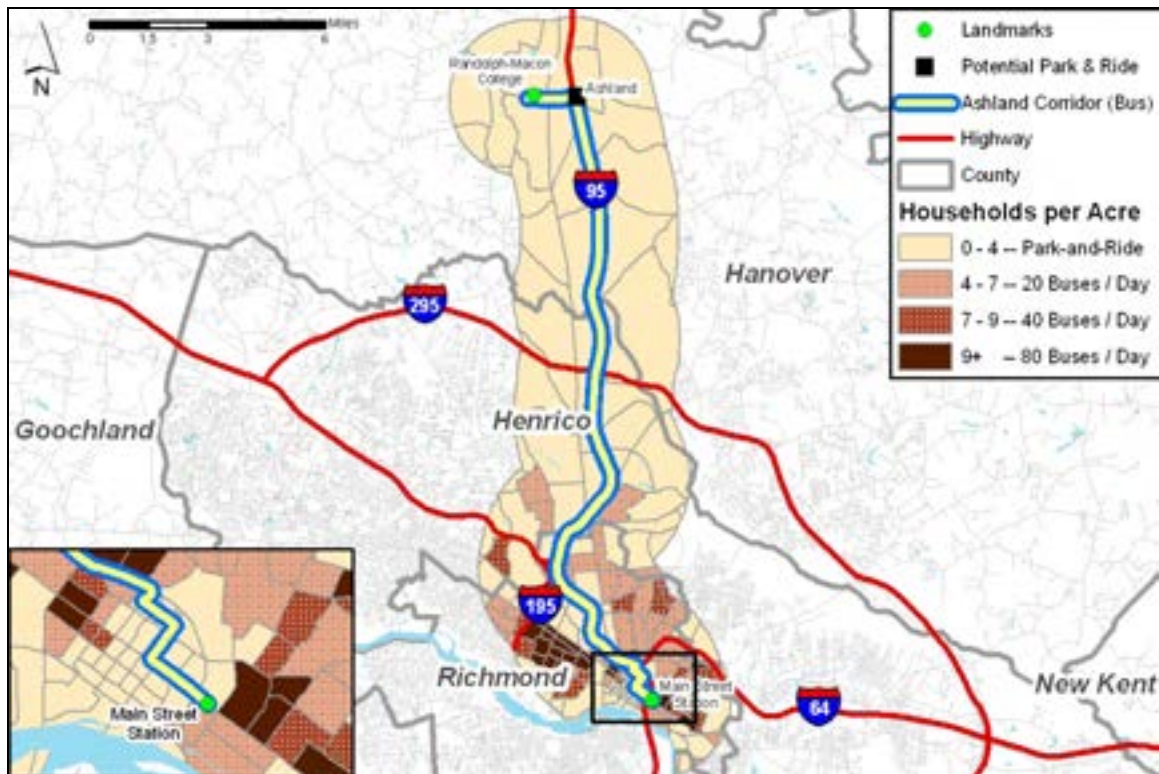 Miles
0 1.5 3 6
N
Randolph-Macon
College
Ashland
95
295
Hanover
Henrico
Goochland
195
Richmond
Main Street
Station
64
New Kent
Main Street
Station
Landmarks
Potential Park & Ride
Ashland Corridor (Bus)
Highway
County
Households per Acre
0 - 4 -- Park-and-Ride
4 - 7 -- 20 Buses / Day
7 - 9 -- 40 Buses / Day
9+ -- 80 Buses / Day